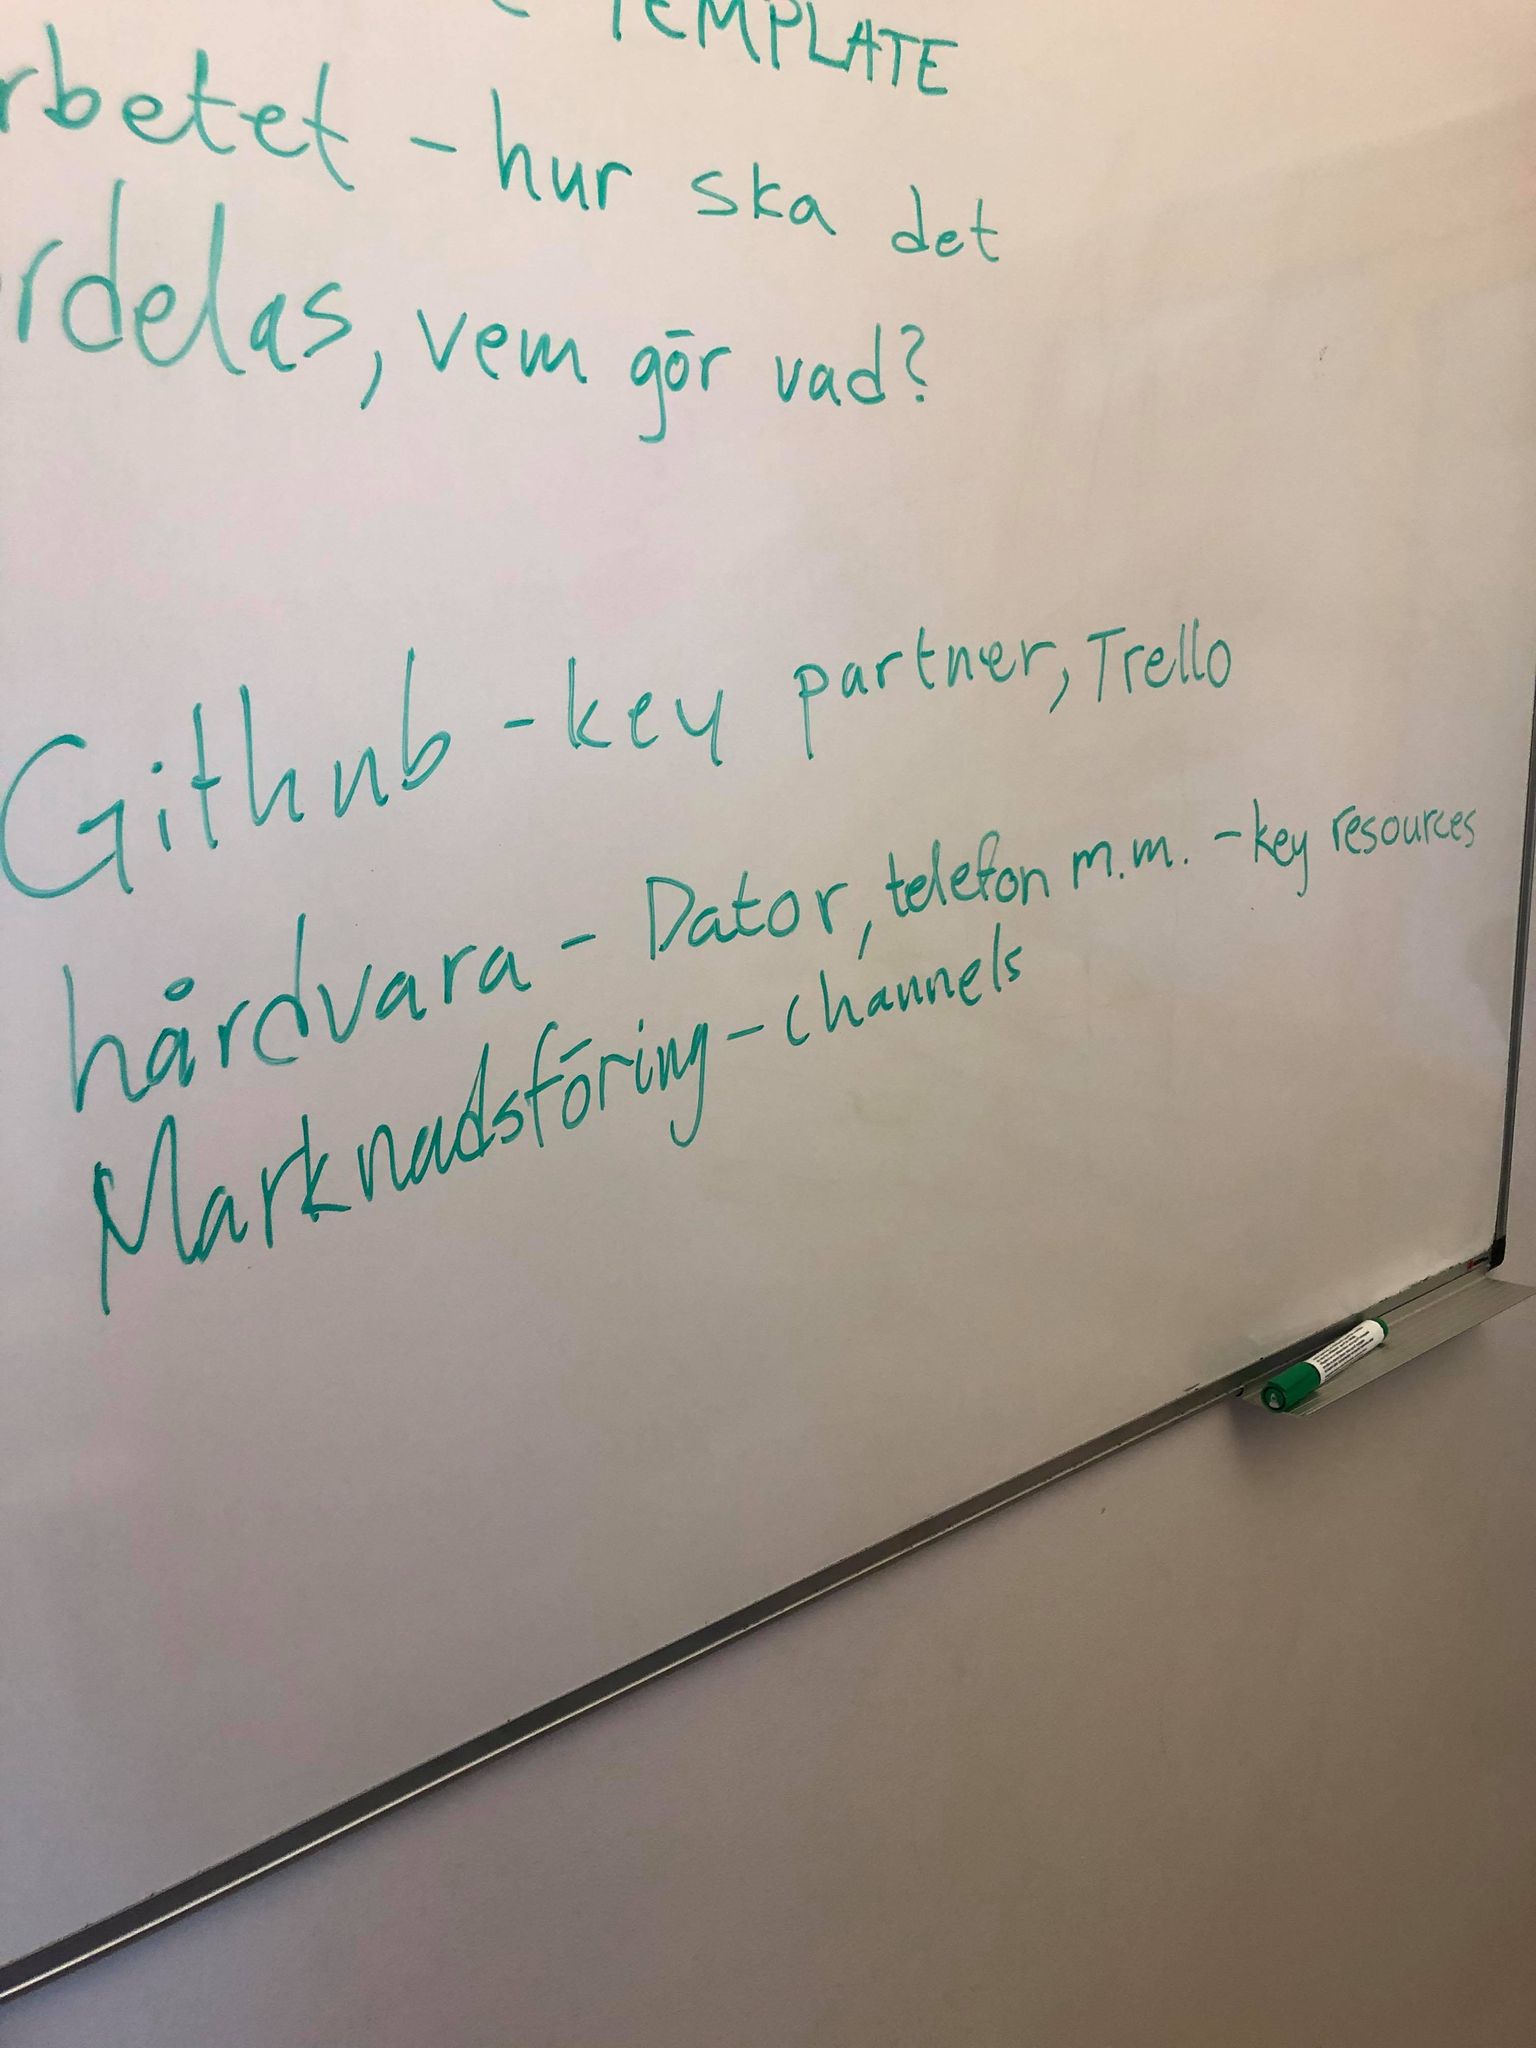 TEMPLATE
rbetet - hur ska det
rdelas, vem gör vad?
Github - key partner, Trello
hårdvara - Dator, telefon m.m. - key resources
Marknadsföring - channels